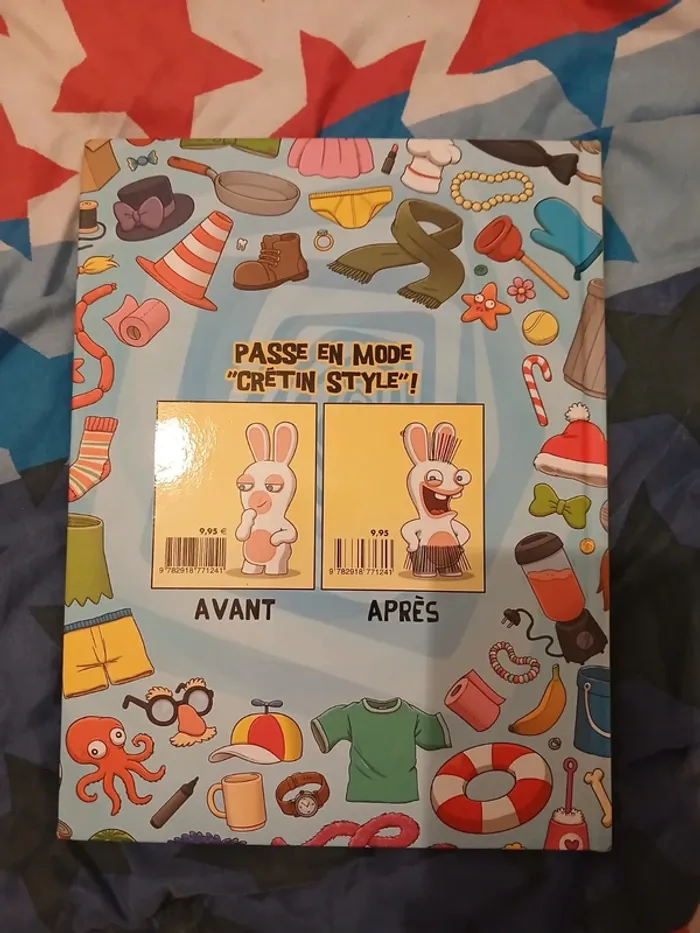 PASSE EN MODE
"CRÉTIN STYLE"!
9,95 €
9 782918 771241
9,95
9 782918 771241
AVANT
APRÈS